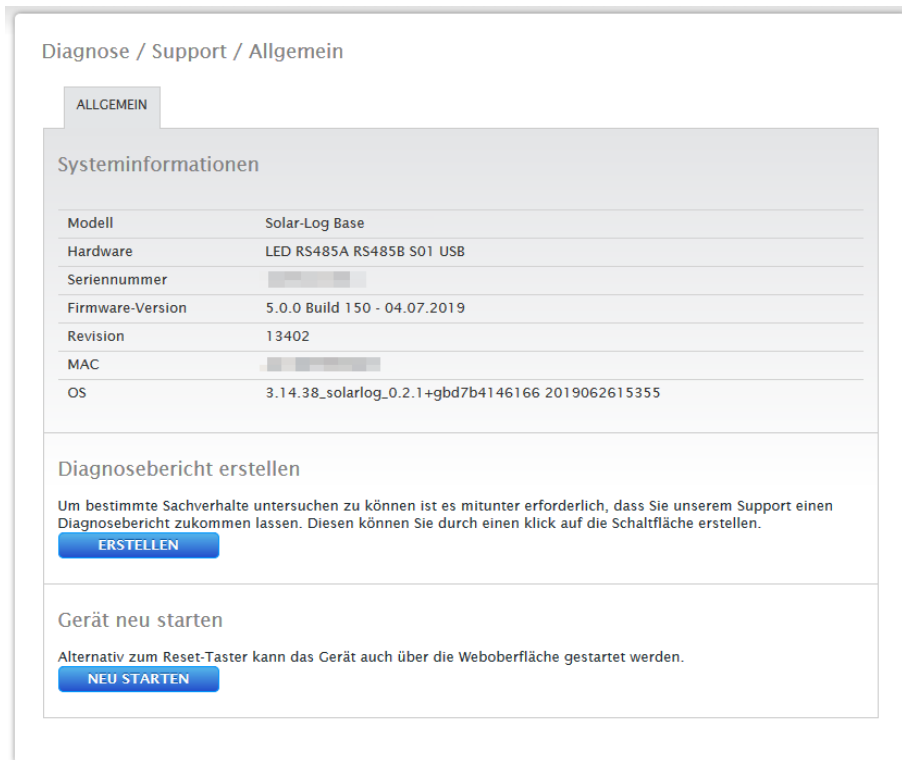 Diagnose / Support / Allgemein
ALLGEMEIN
Systeminformationen
Modell Solar-Log Base
Hardware LED RS485A RS485B S01 USB
Seriennummer
Firmware-Version 5.0.0 Build 150 - 04.07.2019
Revision 13402
MAC
OS 3.14.38_solarlog_0.2.1+gbd7b4146166 2019062615355
Diagnosebericht erstellen
Um bestimmte Sachverhalte untersuchen zu können ist es mitunter erforderlich, dass Sie unserem Support einen
Diagnosebericht zukommen lassen. Diesen können Sie durch einen klick auf die Schaltfläche erstellen.
ERSTELLEN
Gerät neu starten
Alternativ zum Reset-Taster kann das Gerät auch über die Weboberfläche gestartet werden.
NEU STARTEN